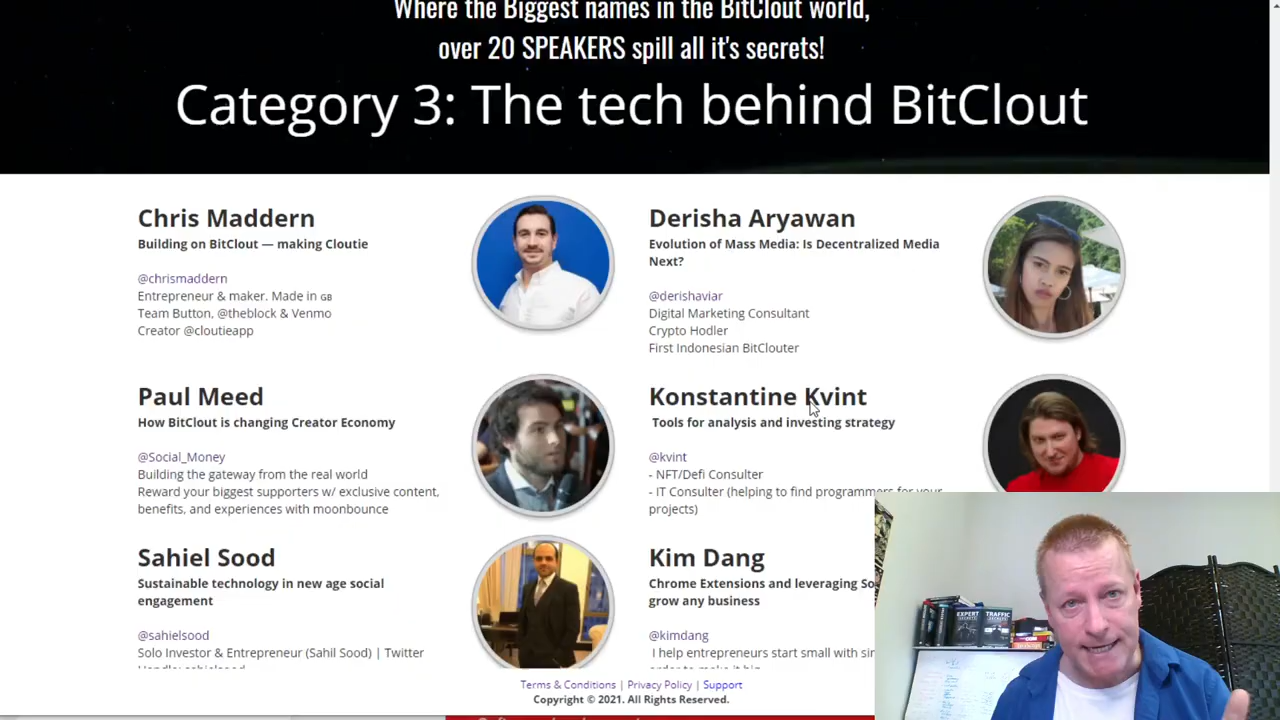 Where the Biggest names in the BitClout world,
over 20 SPEAKERS spill all it's secrets!
Category 3: The tech behind BitClout
Chris Maddern
Building on BitClout — making Cloutie
@chrismaddern
Entrepreneur & maker. Made in GB
Team Button, @theblock & Venmo
Creator @cloutieapp
Derisha Aryawan
Evolution of Mass Media: Is Decentralized Media
Next?
@derishaviar
Digital Marketing Consultant
Crypto Hodler
First Indonesian BitClouter
Paul Meed
How BitClout is changing Creator Economy
@Social_Money
Building the gateway from the real world
Reward your biggest supporters w/ exclusive content,
benefits, and experiences with moonbounce
Konstantine Kvint
Tools for analysis and investing strategy
@kvint
- NFT/Defi Consulter
- IT Consulter (helping to find programmers for your
projects)
Sahiel Sood
Sustainable technology in new age social
engagement
@sahielsood
Solo Investor & Entrepreneur (Sahil Sood) | Twitter
Kim Dang
Chrome Extensions and leveraging
grow any business
@kimdang
I help entrepreneurs start small with
Terms & Conditions | Privacy Policy | Support
Copyright © 2021. All Rights Reserved.
EXPERT
SECRETS
TRAFFIC
SECRETS